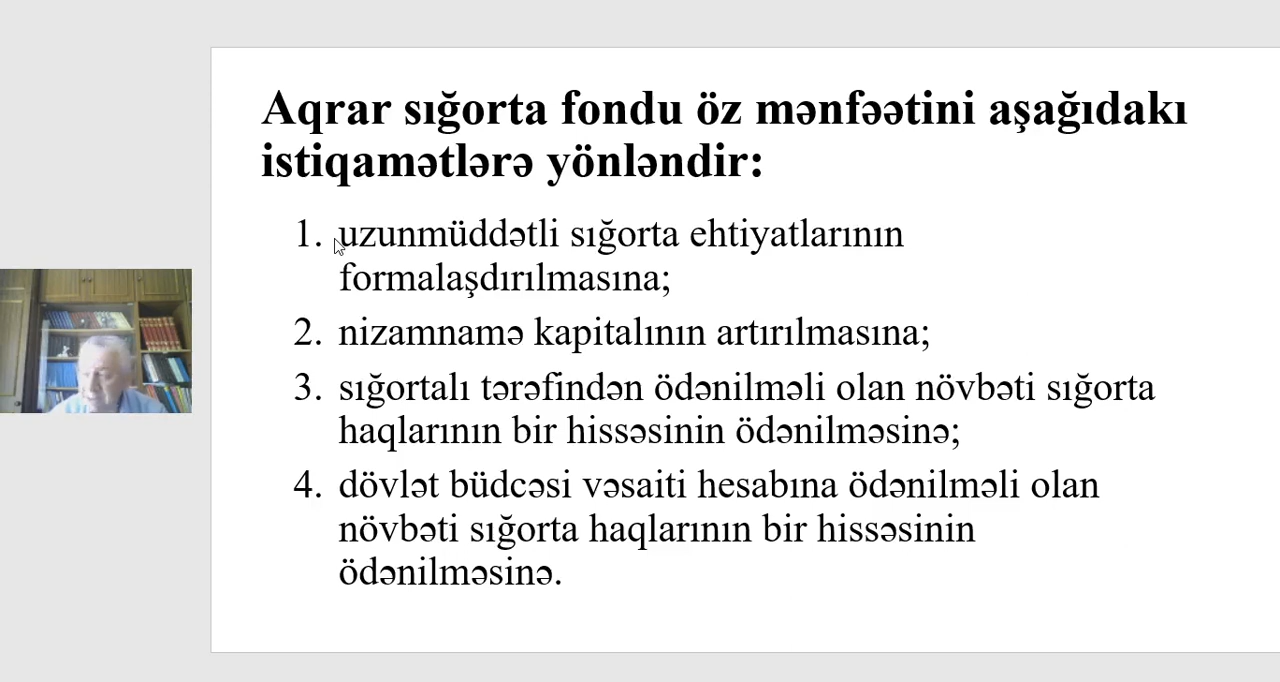 Aqrar sığorta fondu öz mənfəətini aşağıdakı
istiqamətlərə yönləndir:
1. uzunmüddətli sığorta ehtiyatlarının
formalaşdırılmasına;
2. nizamnamə kapitalının artırılmasına;
3. sığortalı tərəfindən ödənilməli olan növbəti sığorta
haqlarının bir hissəsinin ödənilməsinə;
4. dövlət büdcəsi vəsaiti hesabına ödənilməli olan
növbəti sığorta haqlarının bir hissəsinin
ödənilməsinə.